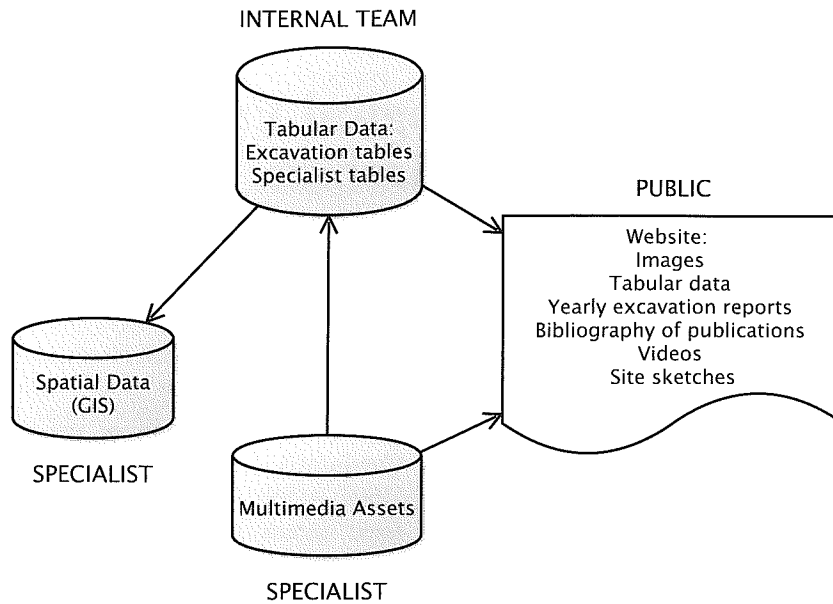 INTERNAL TEAM
Tabular Data:
Excavation tables
Specialist tables
PUBLIC
Website:
Images
Tabular data
Yearly excavation reports
Bibliography of publications
Videos
Site sketches
Spatial Data
(GIS)
SPECIALIST
Multimedia Assets
SPECIALIST